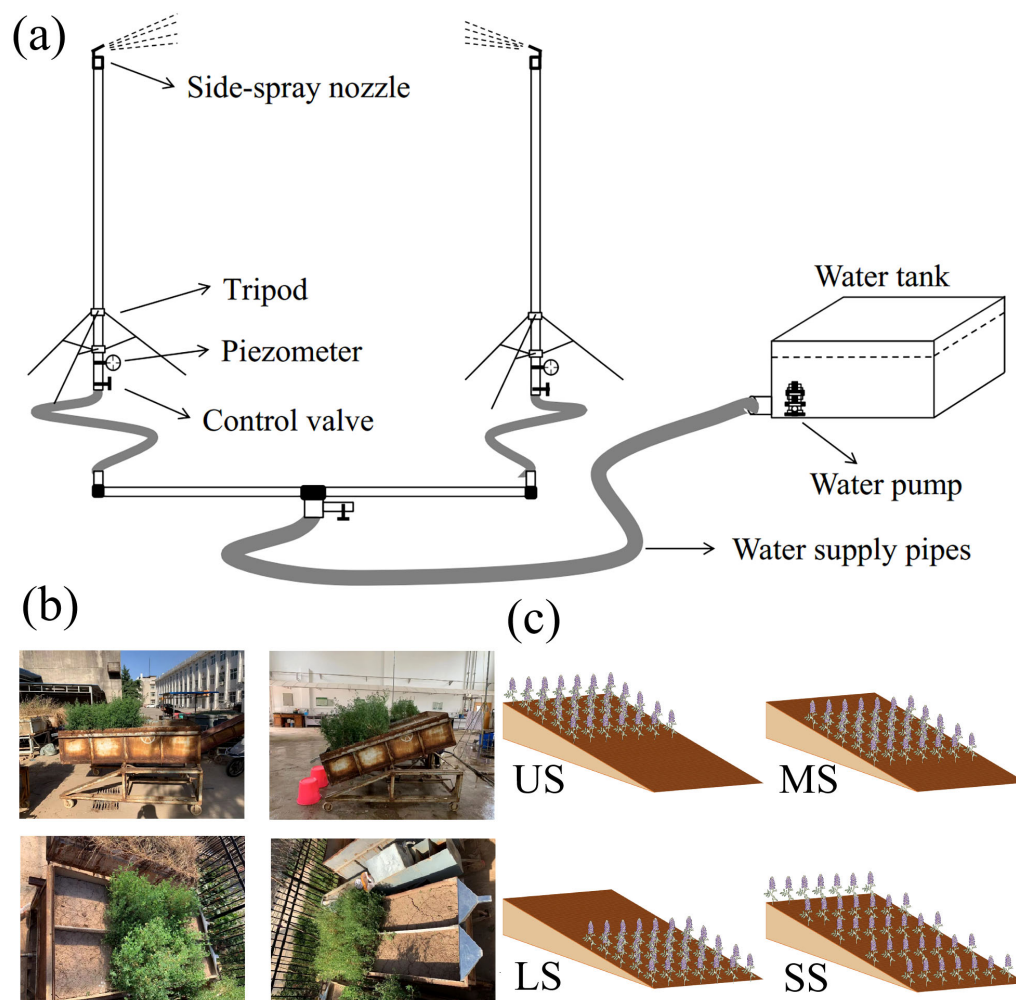 (a)
Side-spray nozzle
Tripod
Piezometer
Control valve
Water tank
Water pump
Water supply pipes
(b)
(c)
US
MS
LS
SS